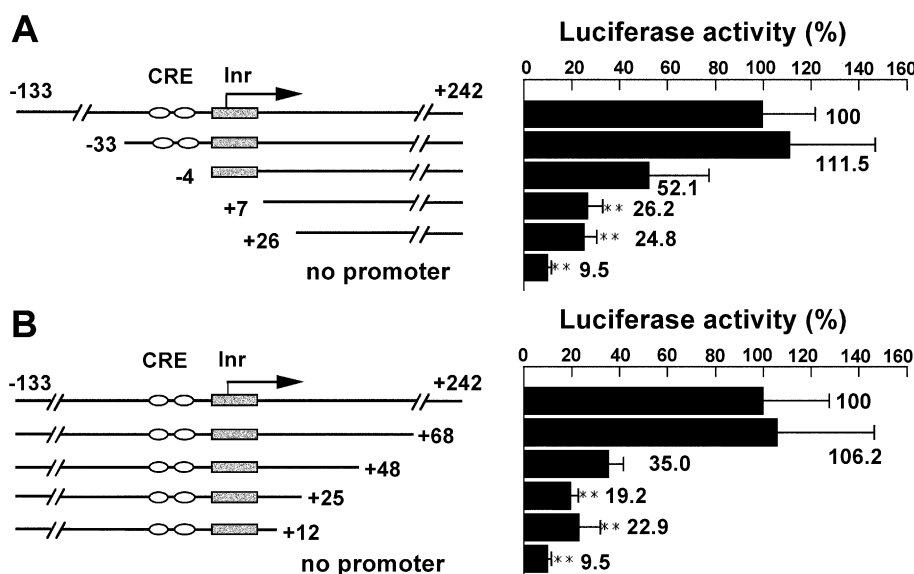 A
Luciferase activity (%)
0 20 40 60 80 100 120 140 160
CRE Inr
-133 +242
100
-33
111.5
-4
52.1
+7
** 26.2
+26
** 24.8
no promoter
** 9.5
B
Luciferase activity (%)
0 20 40 60 80 100 120 140 160
CRE Inr
-133 +242
100
+68
106.2
+48
35.0
+25
** 19.2
+12
** 22.9
no promoter
** 9.5